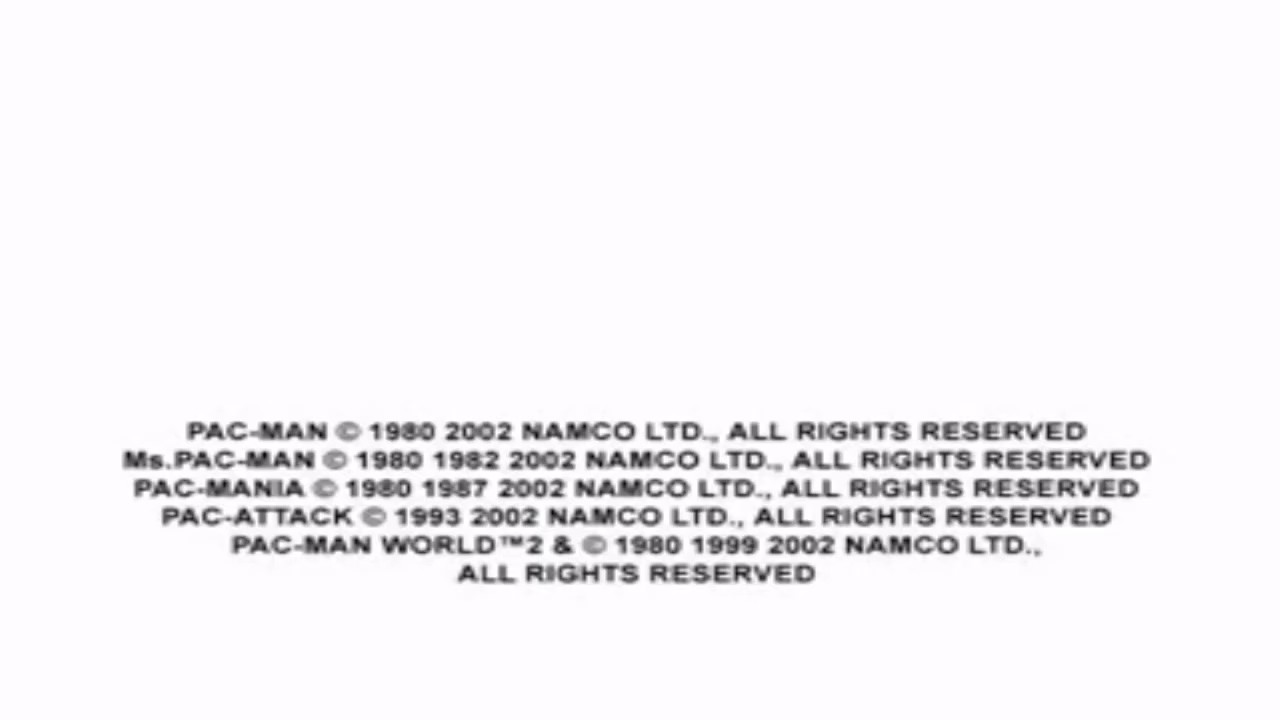 PAC-MAN © 1980 2002 NAMCO LTD., ALL RIGHTS RESERVED
Ms.PAC-MAN © 1980 1982 2002 NAMCO LTD., ALL RIGHTS RESERVED
PAC-MANIA © 1980 1987 2002 NAMCO LTD., ALL RIGHTS RESERVED
PAC-ATTACK © 1993 2002 NAMCO LTD., ALL RIGHTS RESERVED
PAC-MAN WORLD™2 & © 1980 1999 2002 NAMCO LTD.,
ALL RIGHTS RESERVED